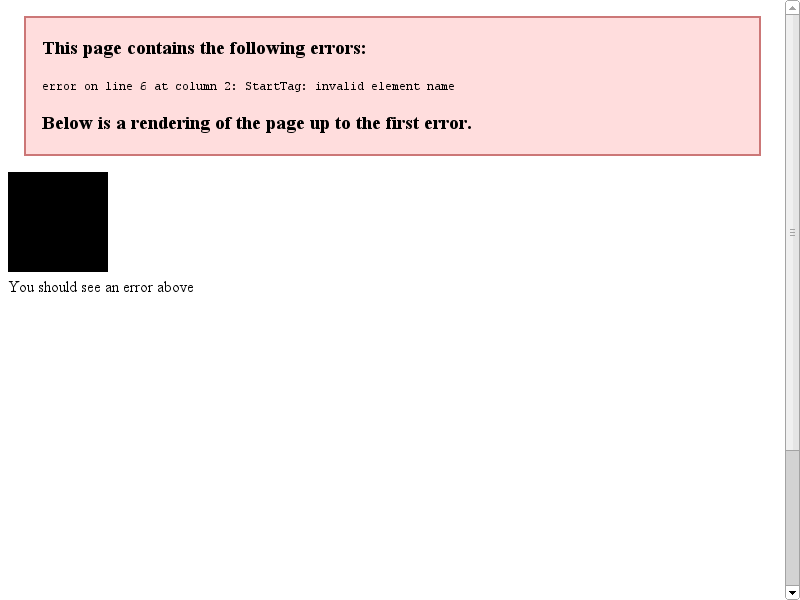 This page contains the following errors:
error on line 6 at column 2: StartTag: invalid element name
Below is a rendering of the page up to the first error.
You should see an error above